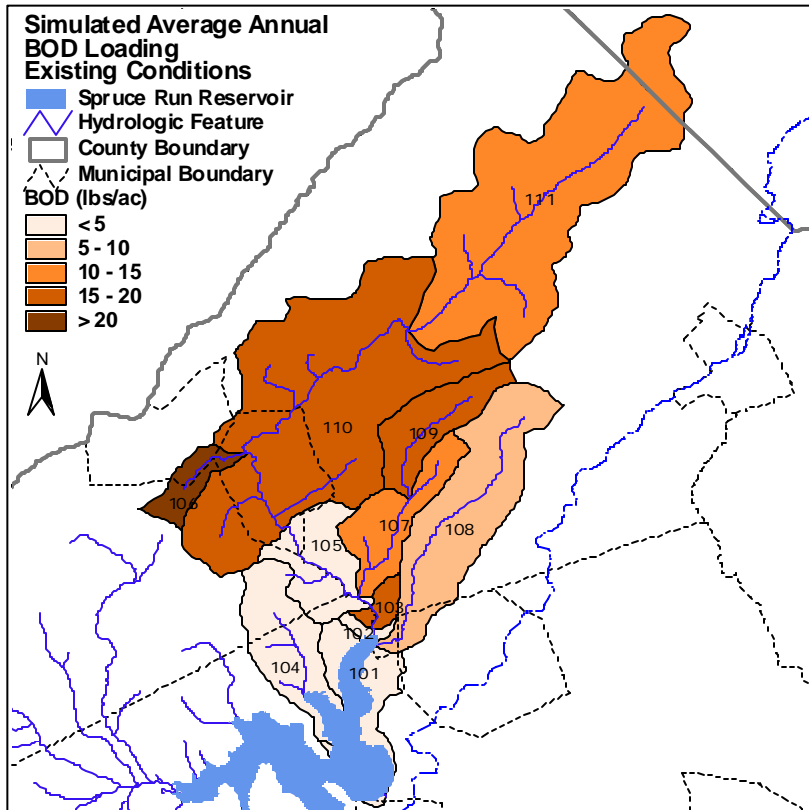 Simulated Average Annual
BOD Loading
Existing Conditions
Spruce Run Reservoir
Hydrologic Feature
County Boundary
Municipal Boundary
BOD (lbs/ac)
< 5
5 - 10
10 - 15
15 - 20
> 20
N
111
110
109
106
107
108
105
103
102
104
101